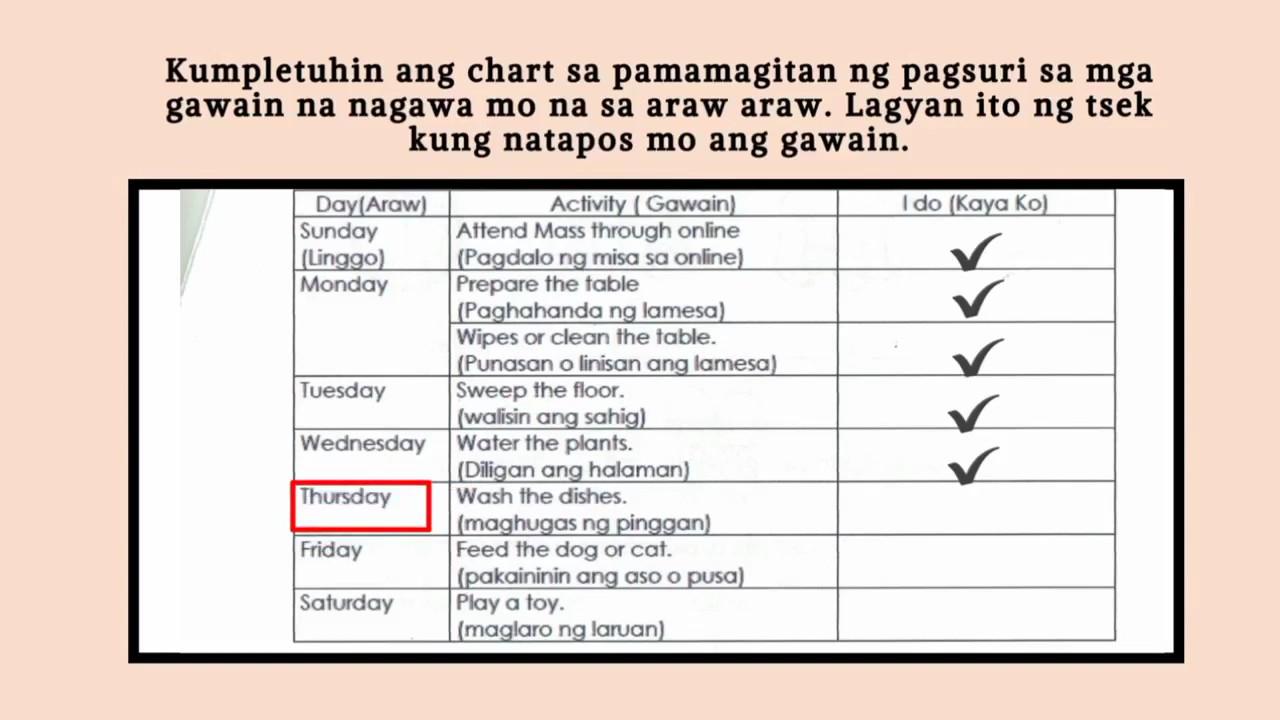 Kumpletuhin ang chart sa pamamagitan ng pagsuri sa mga
gawain na nagawa mo na sa araw araw. Lagyan ito ng tsek
kung natapos mo ang gawain.
Day(Araw) Activity ( Gawain) I do (Kaya Ko)
Sunday Attend Mass through online
(Linggo) (Pagdalo ng misa sa online)
Monday Prepare the table
(Paghahanda ng lamesa)
Wipes or clean the table.
(Punasan o linisan ang lamesa)
Tuesday Sweep the floor.
(walisin ang sahig)
Wednesday Water the plants.
(Diligan ang halaman)
Thursday Wash the dishes.
(maghugas ng pinggan)
Friday Feed the dog or cat.
(pakaininin ang aso o pusa)
Saturday Play a toy.
(maglaro ng laruan)